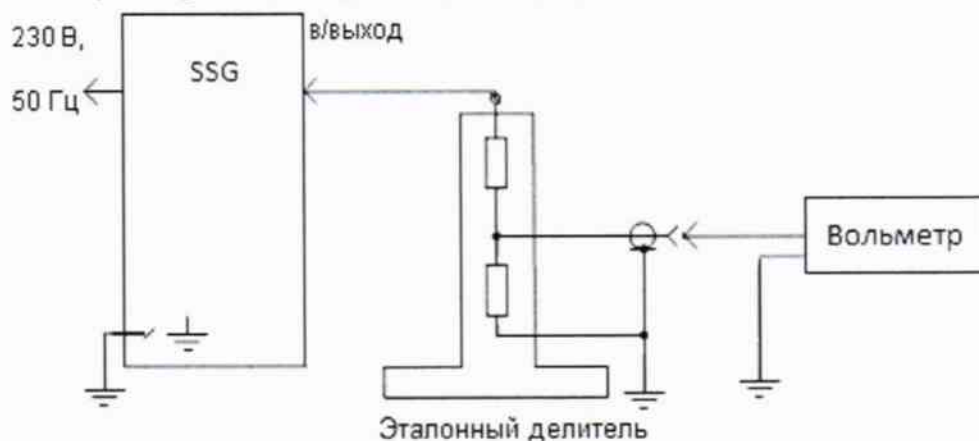 230 В,
в/выход
SSG
50 Гц
Вольметр
Эталонный делитель